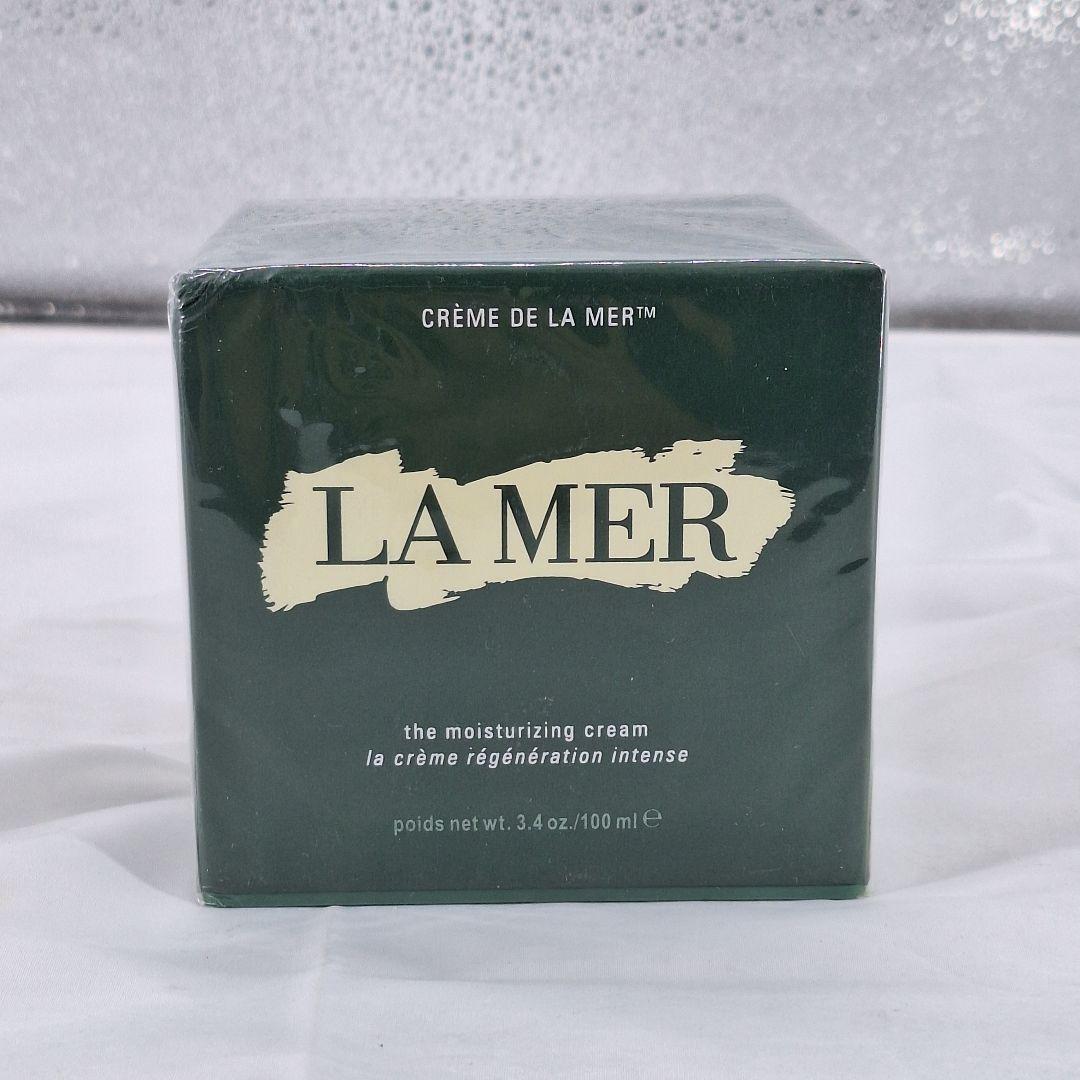 CRÈME DE LA MER™
LA MER
the moisturizing cream
la crème régénération intense
poids net wt. 3.4 oz./100 ml ℮